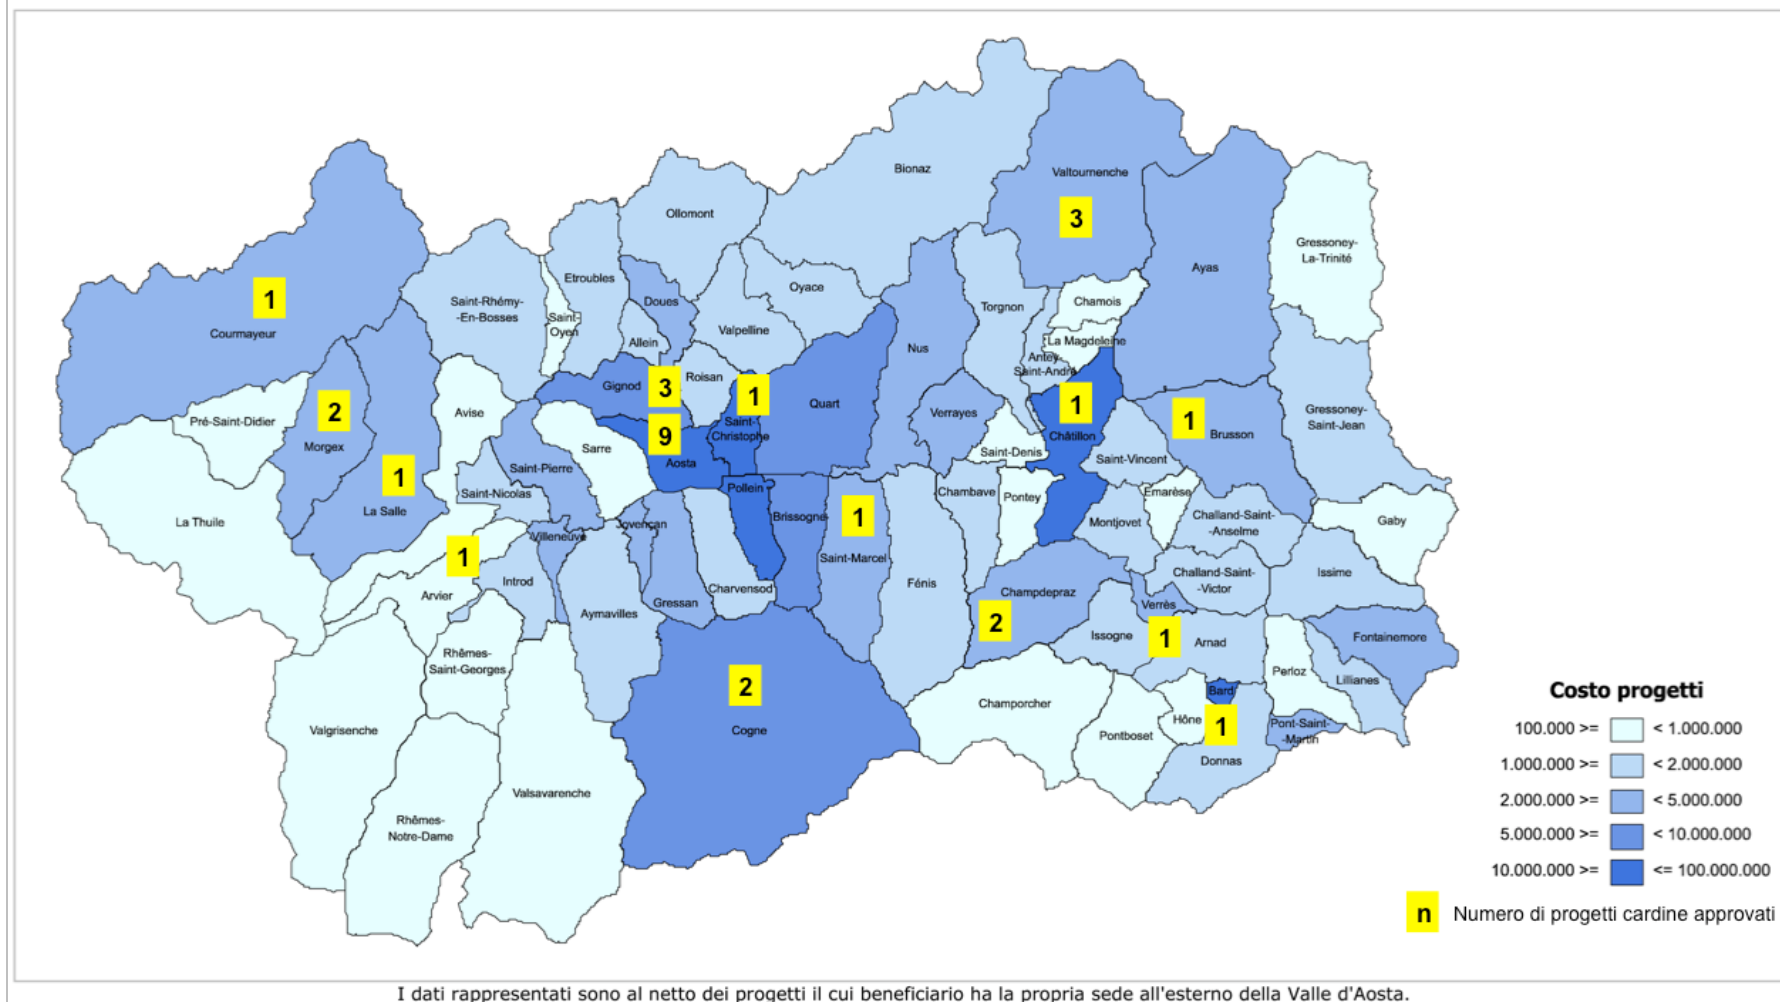 Bionaz
Valtournenche
3
Ollomont
Gressoney-
La-Trinité
Ayas
Etroubles
Oyace
1
Doues
Saint-Rhémy-
-En-Bosses
Chamois
Torgnon
Saint-
Oyen
Valpelline
Courmayeur
Allein
La Magdeleine
Nus
Antey-
Saint-André
Roisan
Gignod
3
1
Quart
1
2
Avise
Verrayes
1
Gressoney-
Saint-Jean
Pré-Saint-Didier
Saint-
Christophe
9
Châtillon
Brusson
Morgex
Sarre
Saint-Denis
Aosta
Saint-Vincent
Saint-Pierre
1
Pollein
Saint-Nicolas
Chambave
Pontey
Emarèse
La Salle
Brissogne
1
Challand-Saint-
-Anselme
La Thuile
Jovençan
Montjovet
Gaby
Villeneuve
1
Saint-Marcel
Introd
Fénis
Challand-Saint-
-Victor
Issime
Arvier
Charvensod
Champdepraz
Gressan
Verrès
Aymavilles
2
Issogne
1
Arnad
Fontainemore
Rhêmes-
Saint-Georges
Perloz
Lillianes
2
Bard
Champorcher
Hône
1
Pont-Saint-
-Martin
Valgrisenche
Cogne
Pontboset
Donnas
Valsavarenche
Rhêmes-
Notre-Dame
Costo progetti
100.000 >= < 1.000.000
1.000.000 >= < 2.000.000
2.000.000 >= < 5.000.000
5.000.000 >= < 10.000.000
10.000.000 >= <= 100.000.000
n Numero di progetti cardine approvati
I dati rappresentati sono al netto dei progetti il cui beneficiario ha la propria sede all'esterno della Valle d'Aosta.